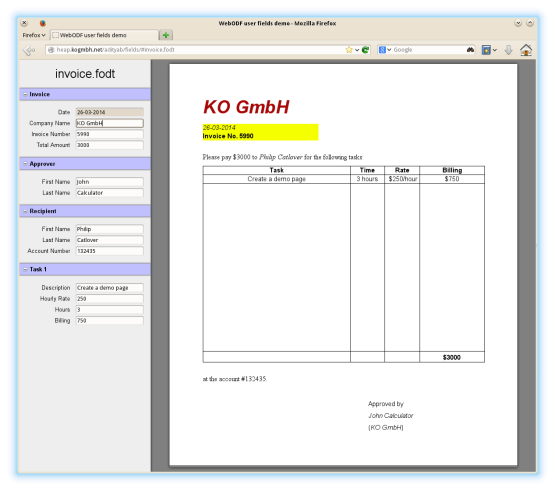 WebODF user fields demo - Mozilla Firefox
Firefox
WebODF user fields demo
heap.kogmbh.net/adityab/fields/#invoice.fodt
Google
invoice.fodt
Invoice
Date 26-03-2014
Company Name KO GmbH
Invoice Number 5990
Total Amount 3000
Approver
First Name John
Last Name Calculator
Recipient
First Name Philip
Last Name Catlover
Account Number 132435
Task 1
Description Create a demo page
Hourly Rate 250
Hours 3
Billing 750
KO GmbH
26-03-2014
Invoice No. 5990
Please pay $3000 to Philip Catlover for the following tasks:
Task Time Rate Billing
Create a demo page 3 hours $250/hour $750
$3000
at the account #132435.
Approved by
John Calculator
(KO GmbH)